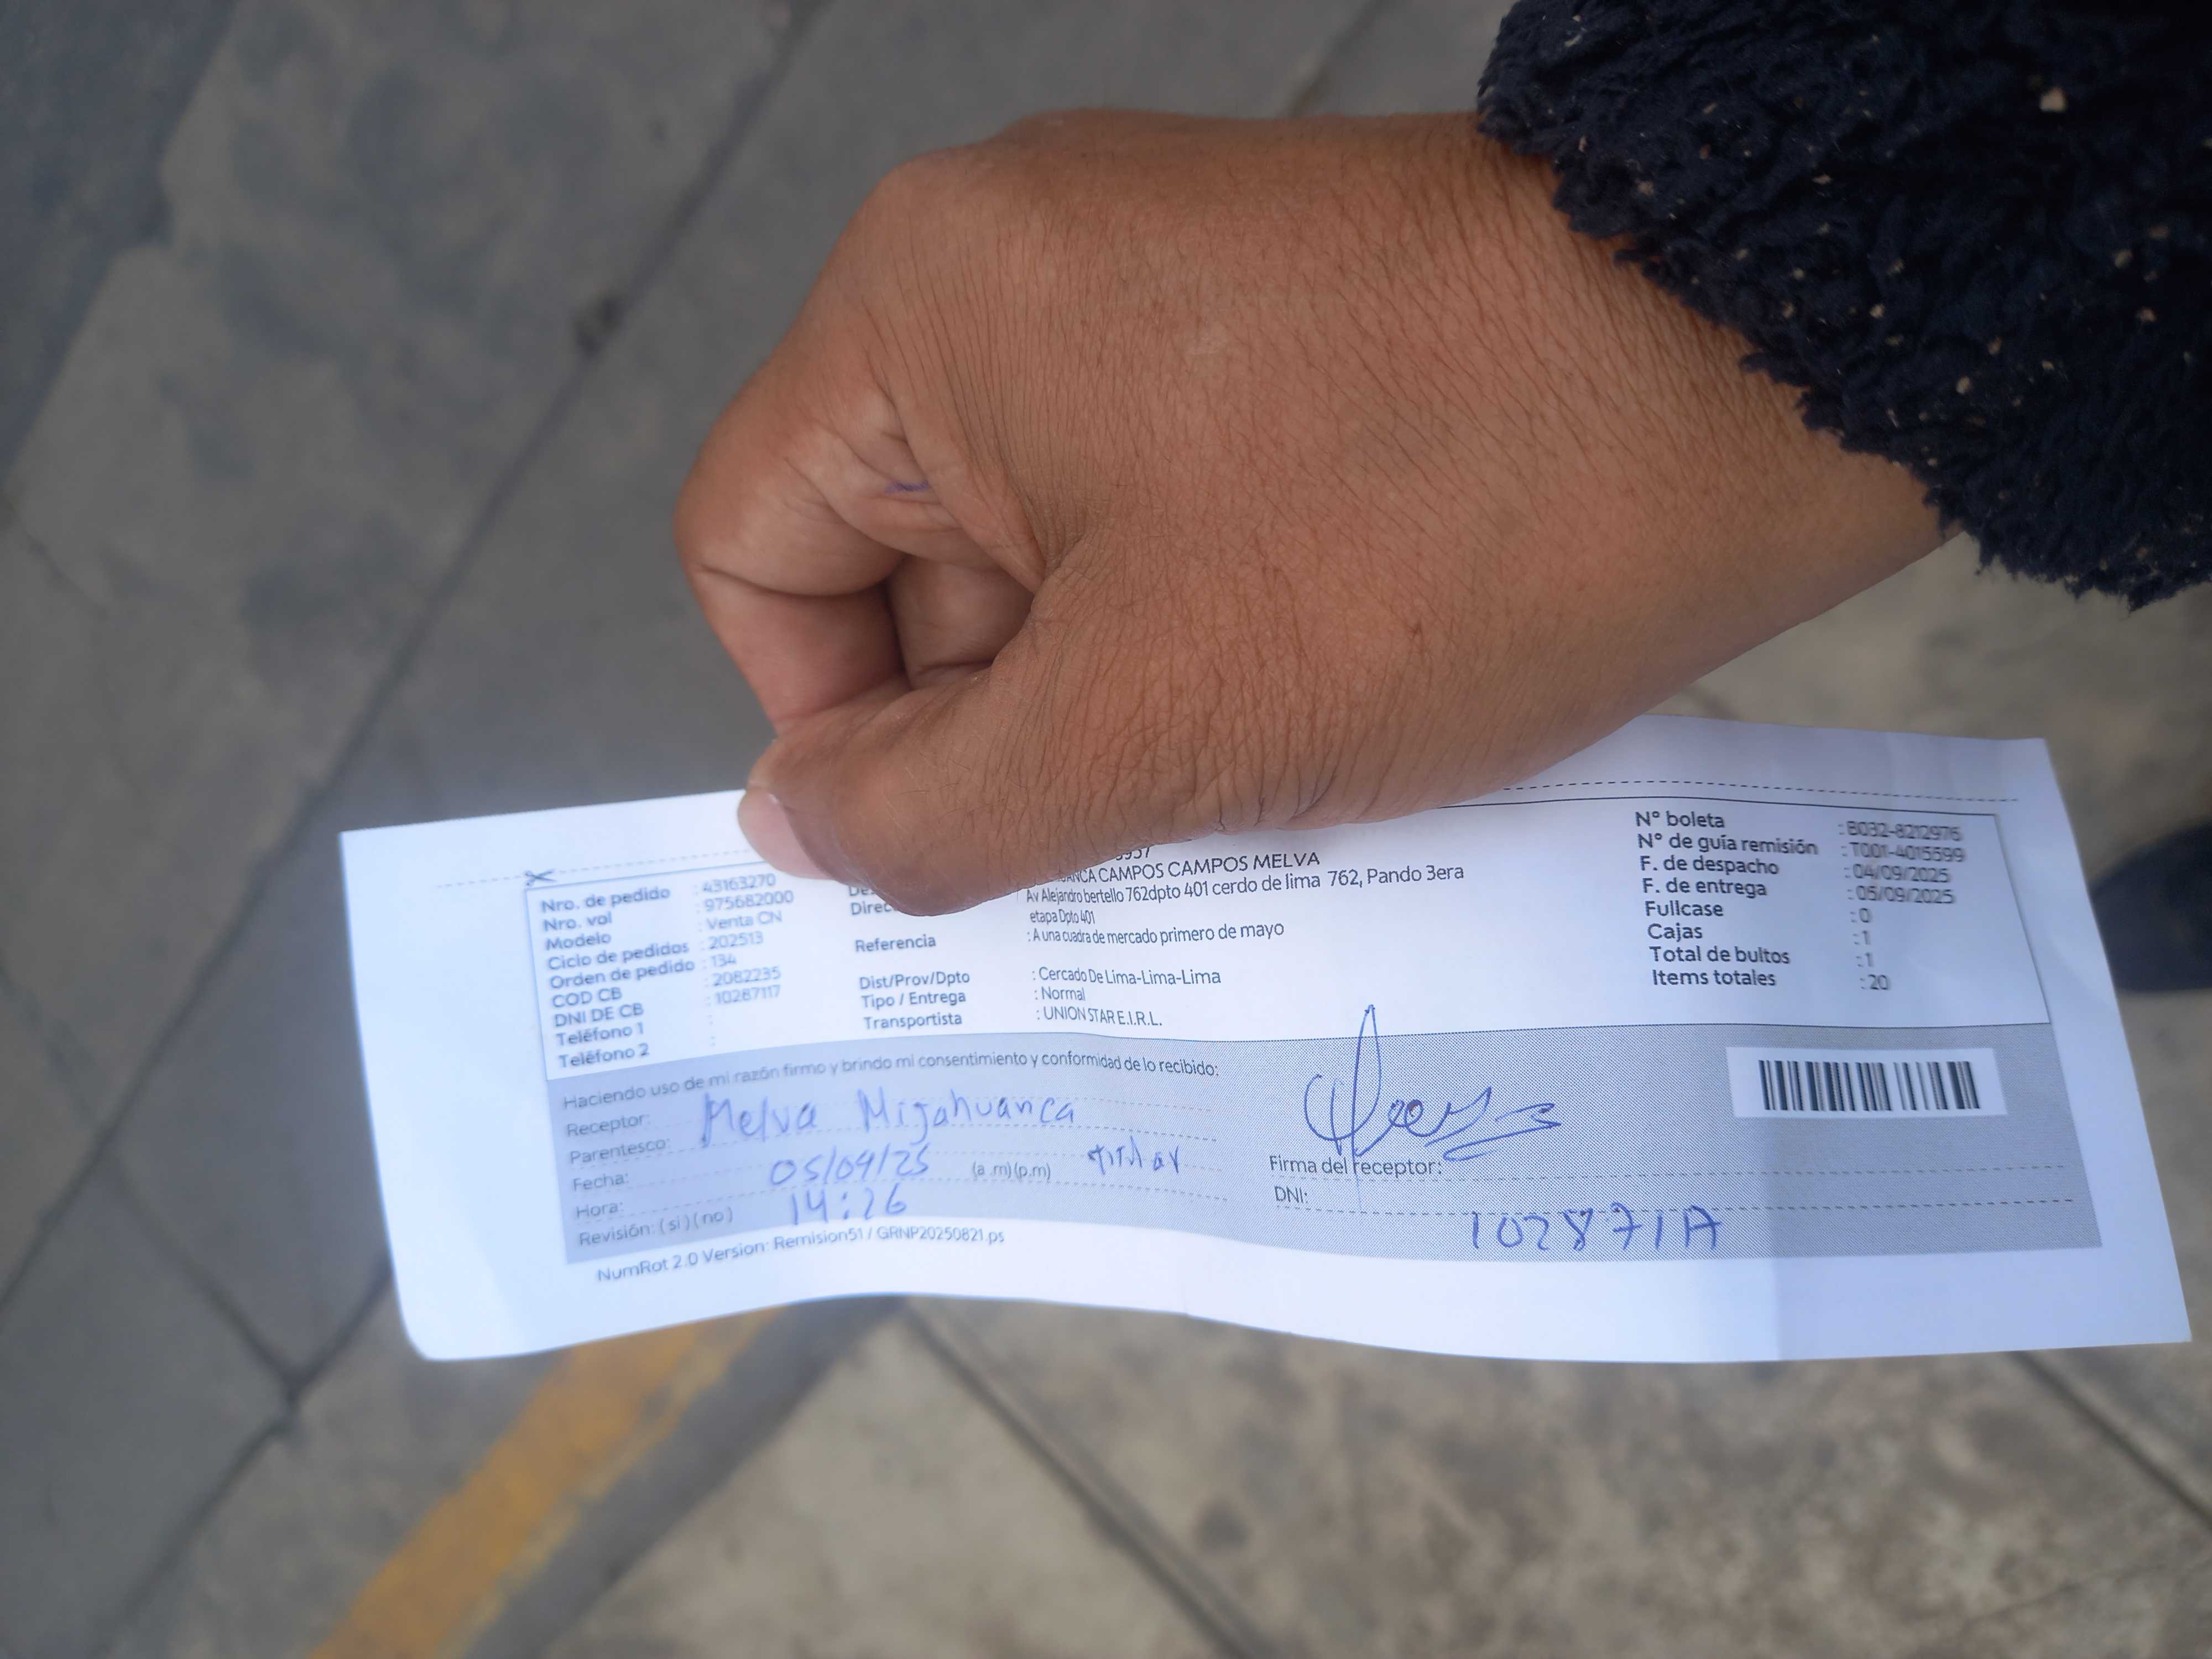 Nro. de pedido : 43163270
Nro. vol : 975682000
Modelo : Venta CN
Ciclo de pedidos : 202513
Orden de pedido : 134
COD CB : 2082235
DNI DE CB : 10287117
Teléfono 1 :
Teléfono 2 :
CAMPOS CAMPOS MELVA
Av Alejandro bertello 762dpto 401 cerdo de lima 762, Pando 3era
etapa Dpto 401
Referencia : A una cuadra de mercado primero de mayo
Dist/Prov/Dpto : Cercado De Lima-Lima-Lima
Tipo / Entrega : Normal
Transportista : UNION STAR E.I.R.L.
Nº boleta : B032-8212976
Nº de guía remisión : T001-4015599
F. de despacho : 04/09/2025
F. de entrega : 05/09/2025
Fullcase : 0
Cajas : 1
Total de bultos : 1
Items totales : 20
Haciendo uso de mi razón firmo y brindo mi consentimiento y conformidad de lo recibido:
Receptor: Melva Mijahuanca
Parentesco: titular
Fecha: 05/09/25 (a.m)(p.m)
Hora: 14:26
Revisión: (si)(no)
Firma del receptor:
DNI: 10287117
NumRot 2.0 Version: Remision51 / GRNP20250821.ps